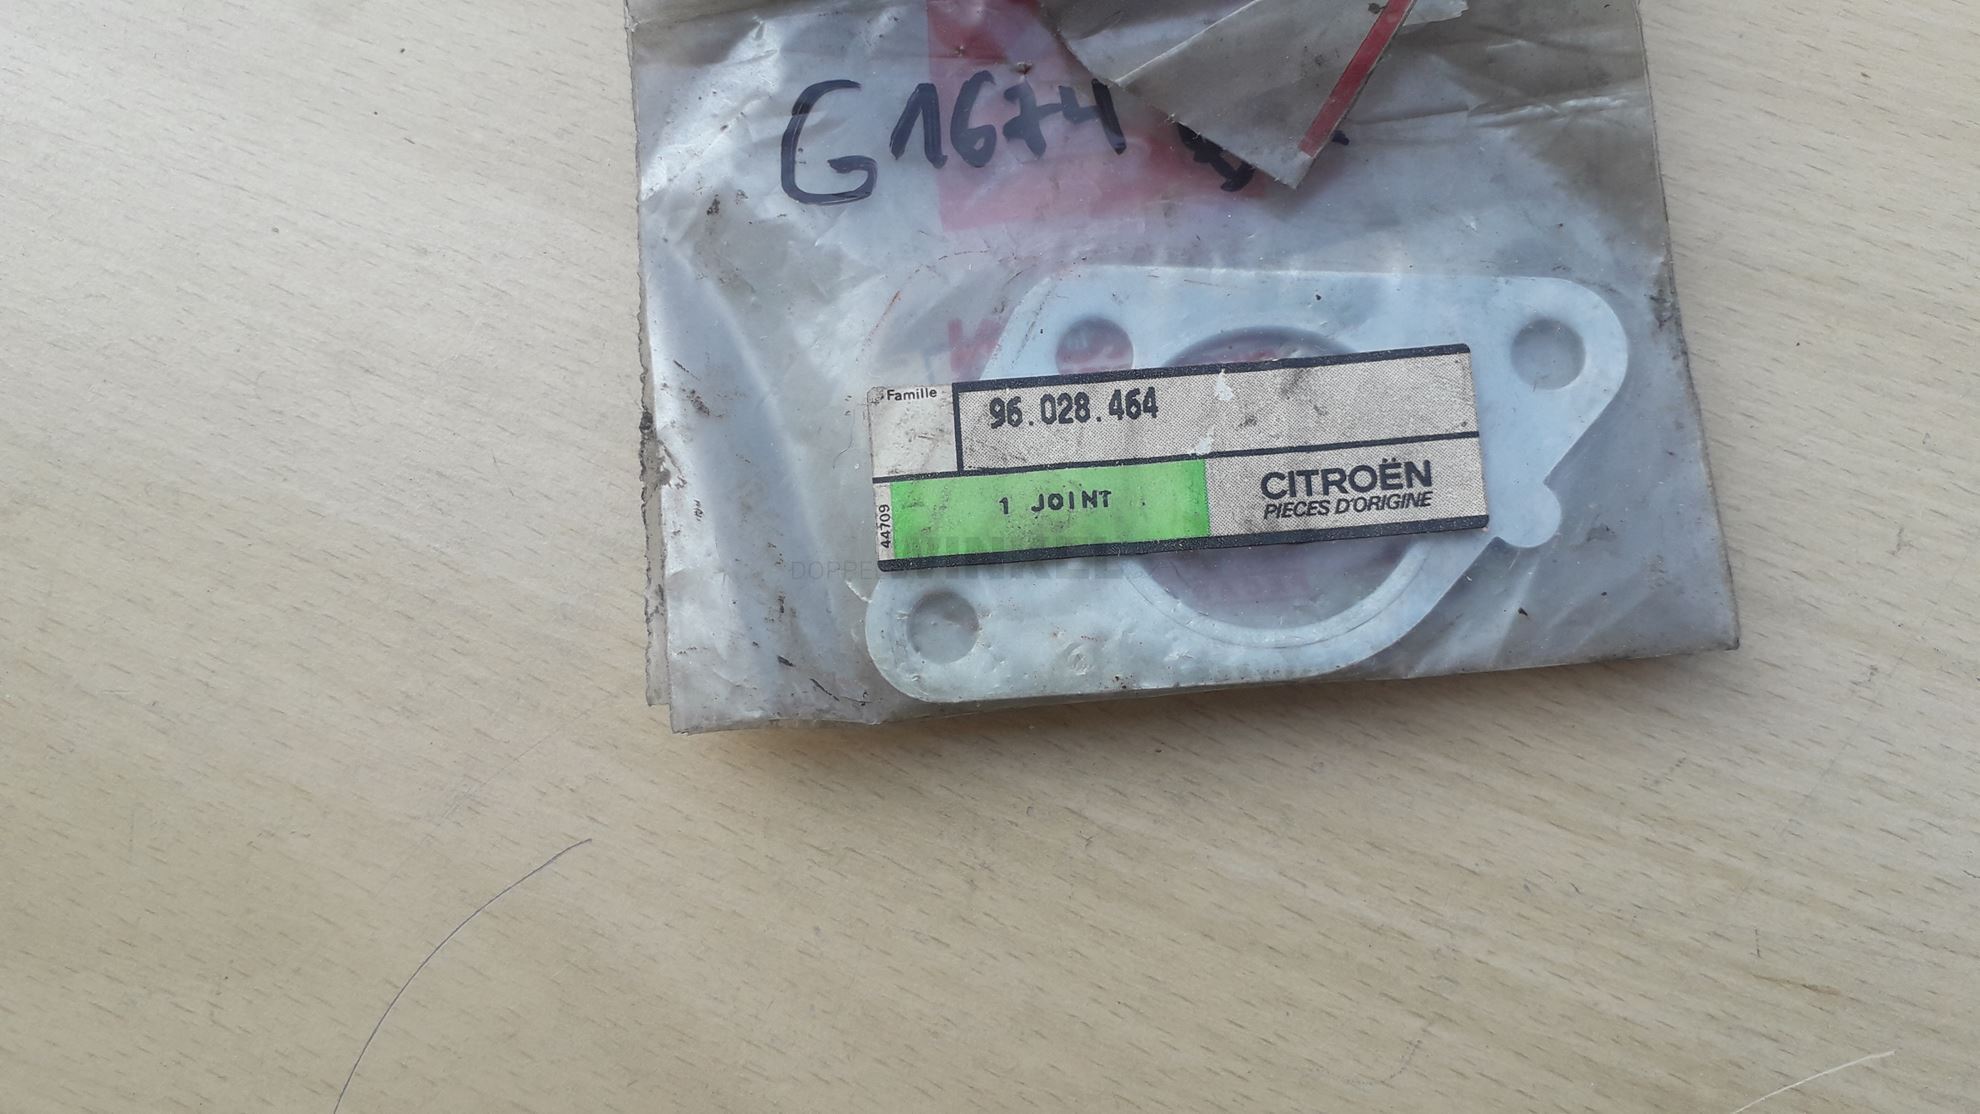 G1674
Famille
96.028.464
1 JOINT
CITROËN
PIECES D'ORIGINE
44709